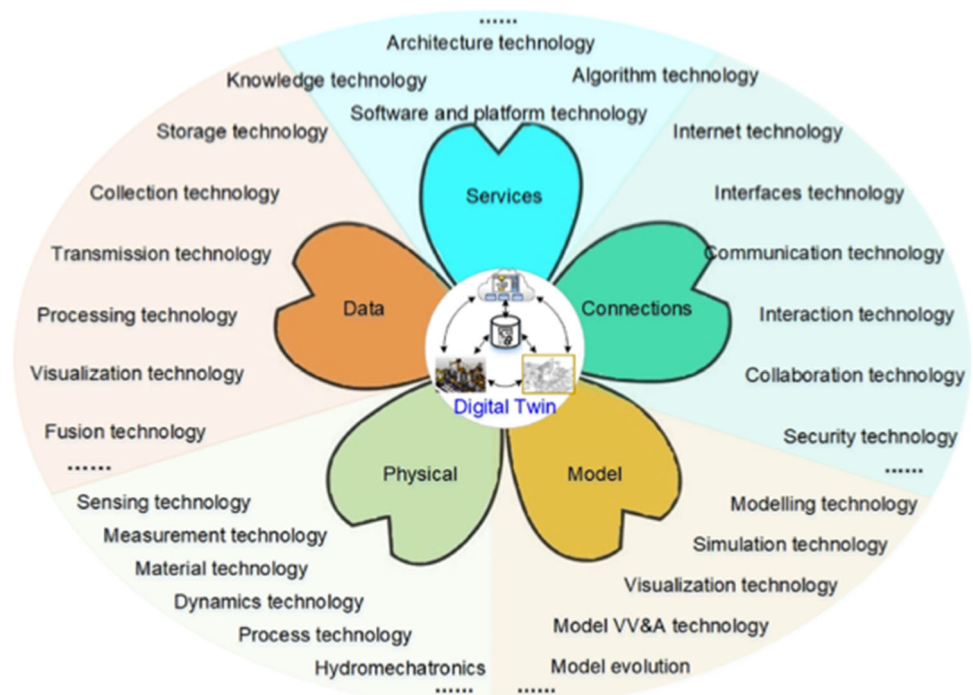 ......
Architecture technology
Knowledge technology
Algorithm technology
Software and platform technology
Services
Internet technology
Interfaces technology
Communication technology
Interaction technology
Collaboration technology
Security technology
......
Connections
Modelling technology
Simulation technology
Visualization technology
Model VV&A technology
Model evolution
......
Model
Sensing technology
Measurement technology
Material technology
Dynamics technology
Process technology
Hydromechatronics
......
Physical
Storage technology
Collection technology
Transmission technology
Processing technology
Visualization technology
Fusion technology
......
Data
Digital Twin